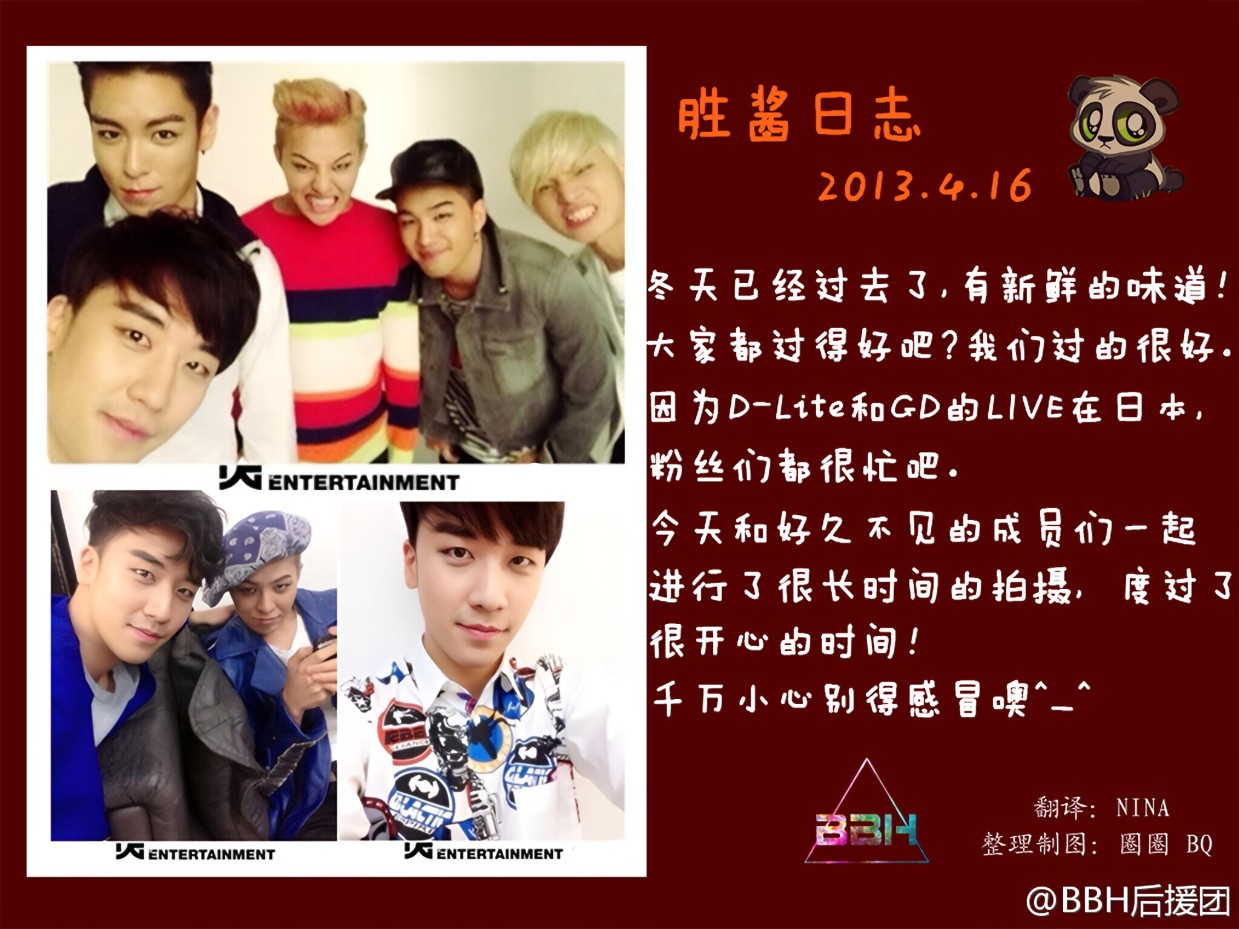 胜酱日志
2013.4.16
冬天已经过去了,有新鲜的味道!
大家都过得好吧?我们过的很好.
因为D-Lite和GD的LIVE在日本,
粉丝们都很忙吧.
今天和好久不见的成员们一起
进行了很长时间的拍摄, 度过了
很开心的时间!
千万小心别得感冒噢^_^
YG ENTERTAINMENT
YG ENTERTAINMENT
YG ENTERTAINMENT
BBH
翻译: NINA
整理制图: 圈圈 BQ
@BBH后援团